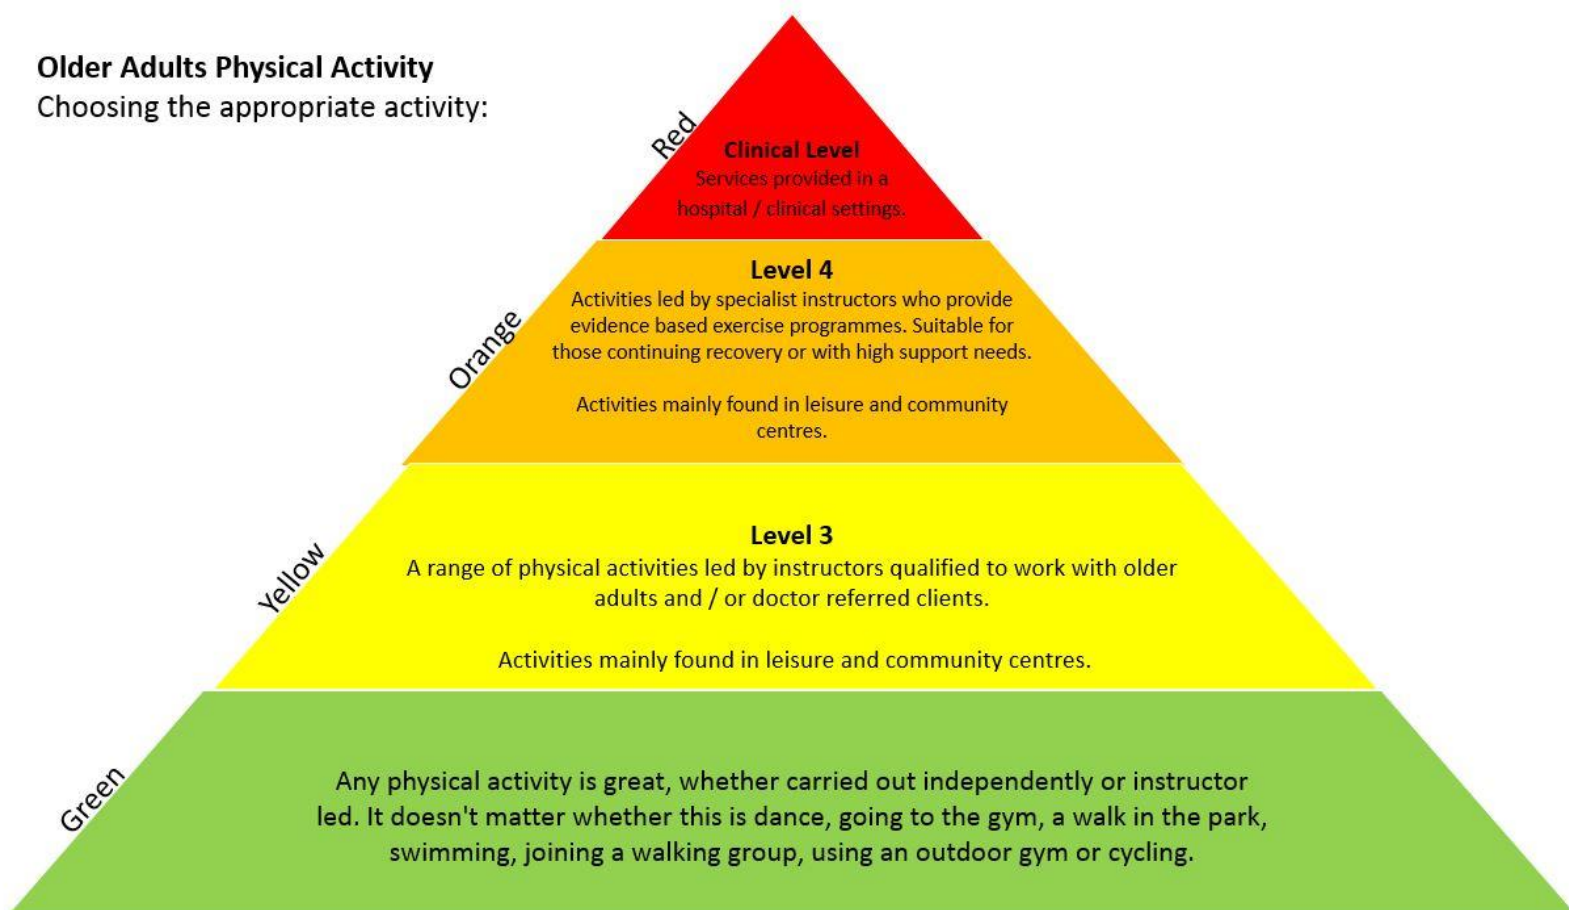 Older Adults Physical Activity
Choosing the appropriate activity:
Red
Clinical Level
Services provided in a
hospital / clinical settings.
Orange
Level 4
Activities led by specialist instructors who provide
evidence based exercise programmes. Suitable for
those continuing recovery or with high support needs.
Activities mainly found in leisure and community
centres.
Yellow
Level 3
A range of physical activities led by instructors qualified to work with older
adults and / or doctor referred clients.
Activities mainly found in leisure and community centres.
Green
Any physical activity is great, whether carried out independently or instructor
led. It doesn't matter whether this is dance, going to the gym, a walk in the park,
swimming, joining a walking group, using an outdoor gym or cycling.